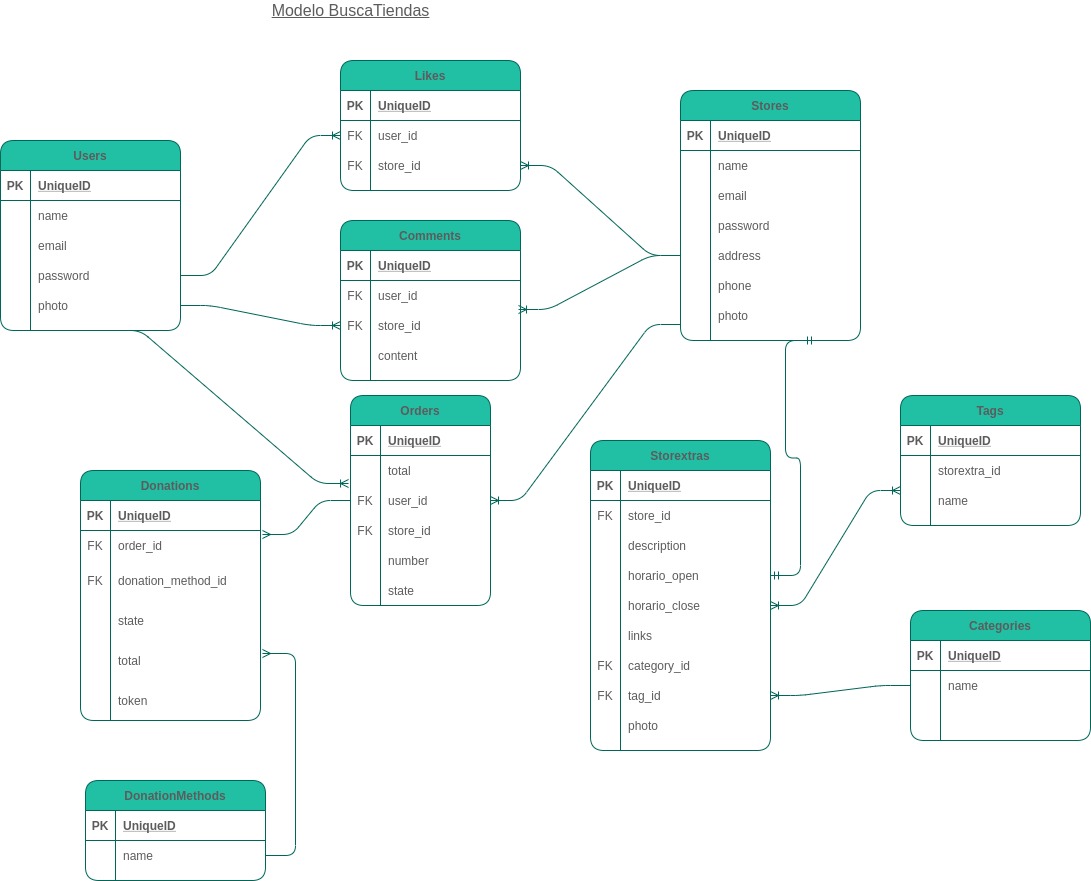 Modelo BuscaTiendas
Likes
PK UniqueID
FK user_id
FK store_id
Stores
PK UniqueID
name
email
password
address
phone
photo
Users
PK UniqueID
name
email
password
photo
Comments
PK UniqueID
FK user_id
FK store_id
content
Orders
PK UniqueID
total
FK user_id
FK store_id
number
state
Tags
PK UniqueID
storextra_id
name
Storextras
PK UniqueID
FK store_id
description
horario_open
horario_close
links
FK category_id
FK tag_id
photo
Donations
PK UniqueID
FK order_id
FK donation_method_id
state
total
token
Categories
PK UniqueID
name
DonationMethods
PK UniqueID
name